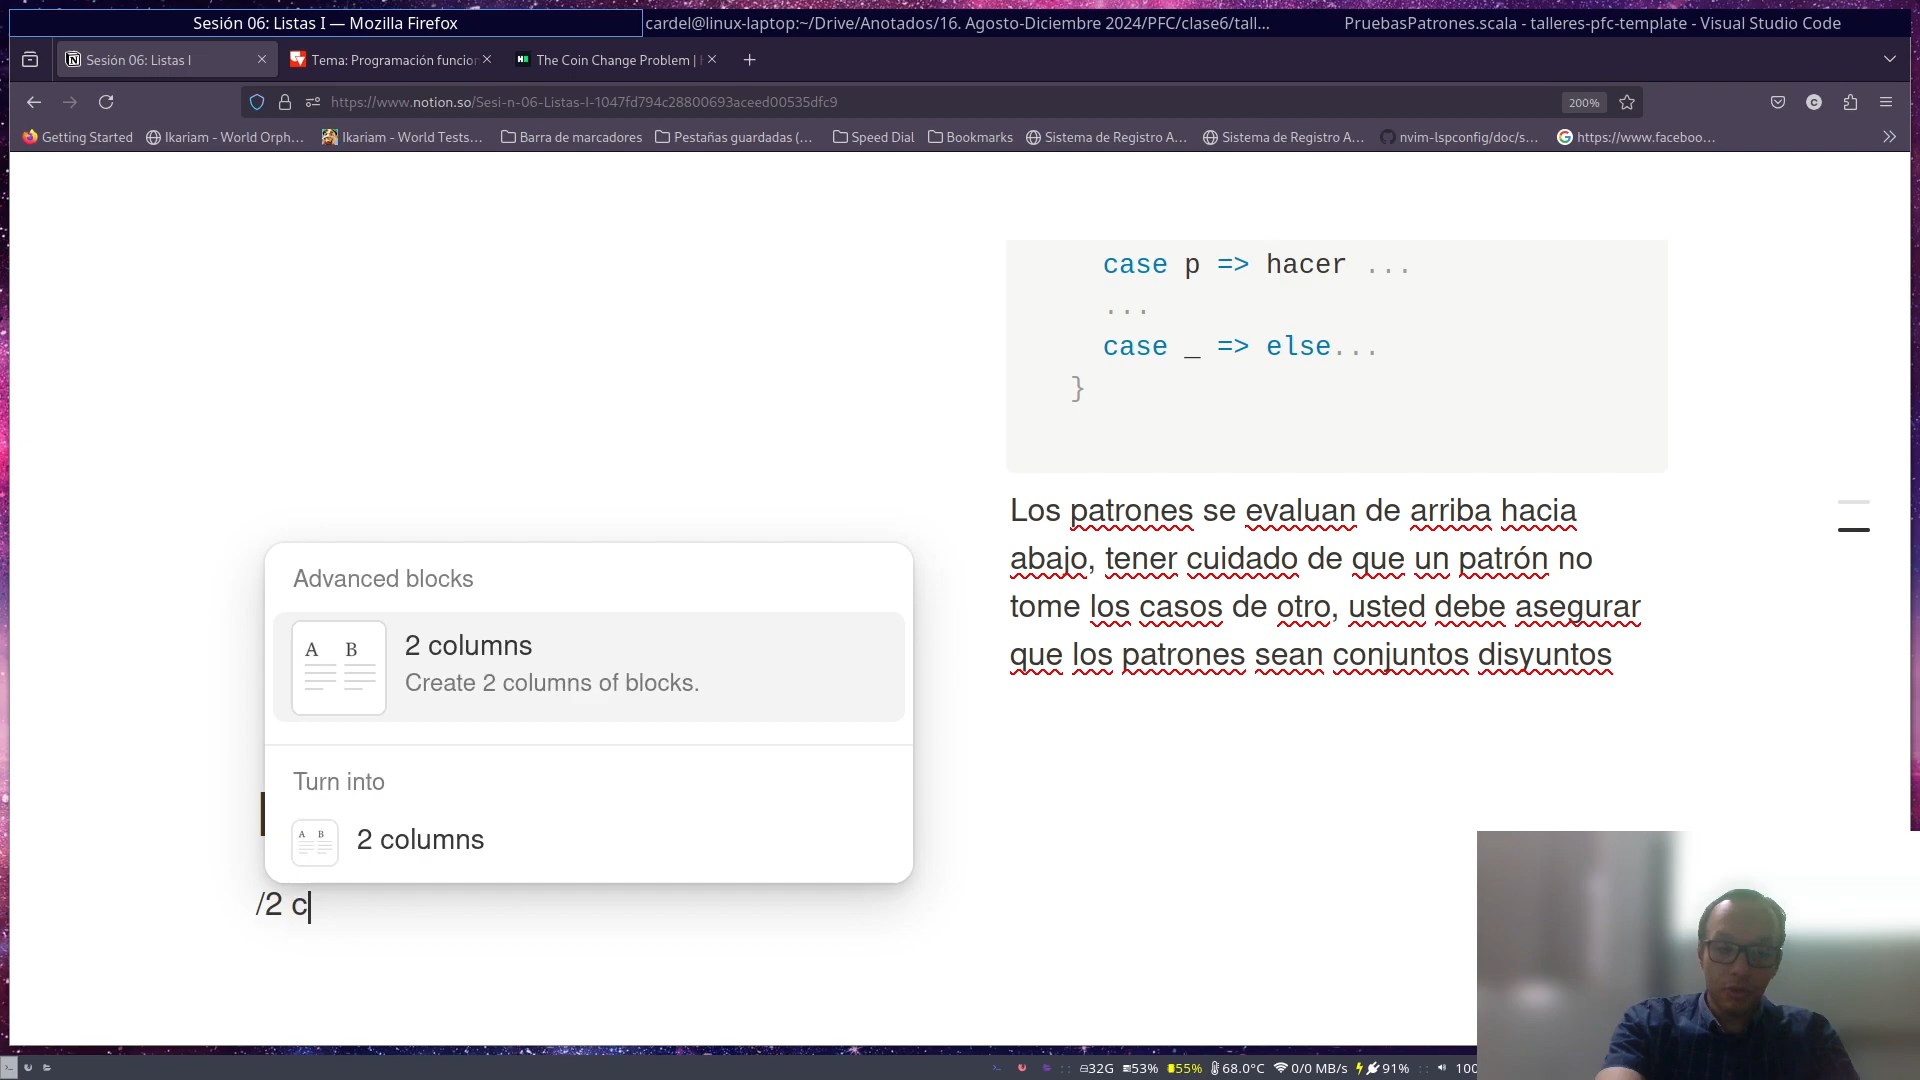 Sesión 06: Listas I — Mozilla Firefox
cardel@linux-laptop:~/Drive/Anotados/16. Agosto-Diciembre 2024/PFC/clase6/tall...
PruebasPatrones.scala - talleres-pfc-template - Visual Studio Code
Sesión 06: Listas I
Tema: Programación funcio
The Coin Change Problem |
https://www.notion.so/Sesi-n-06-Listas-I-1047fd794c28800693aceed00535dfc9
200%
Getting Started
Ikariam - World Orph...
Ikariam - World Tests...
Barra de marcadores
Pestañas guardadas (...
Speed Dial
Bookmarks
Sistema de Registro A...
Sistema de Registro A...
nvim-lspconfig/doc/s...
https://www.faceboo...
case p => hacer ...
...
case _ => else...
}
Los patrones se evaluan de arriba hacia
abajo, tener cuidado de que un patrón no
tome los casos de otro, usted debe asegurar
que los patrones sean conjuntos disyuntos
Advanced blocks
A B
2 columns
Create 2 columns of blocks.
Turn into
A B
2 columns
/2 c
32G
53%
55%
68.0°C
0/0 MB/s
91%
100